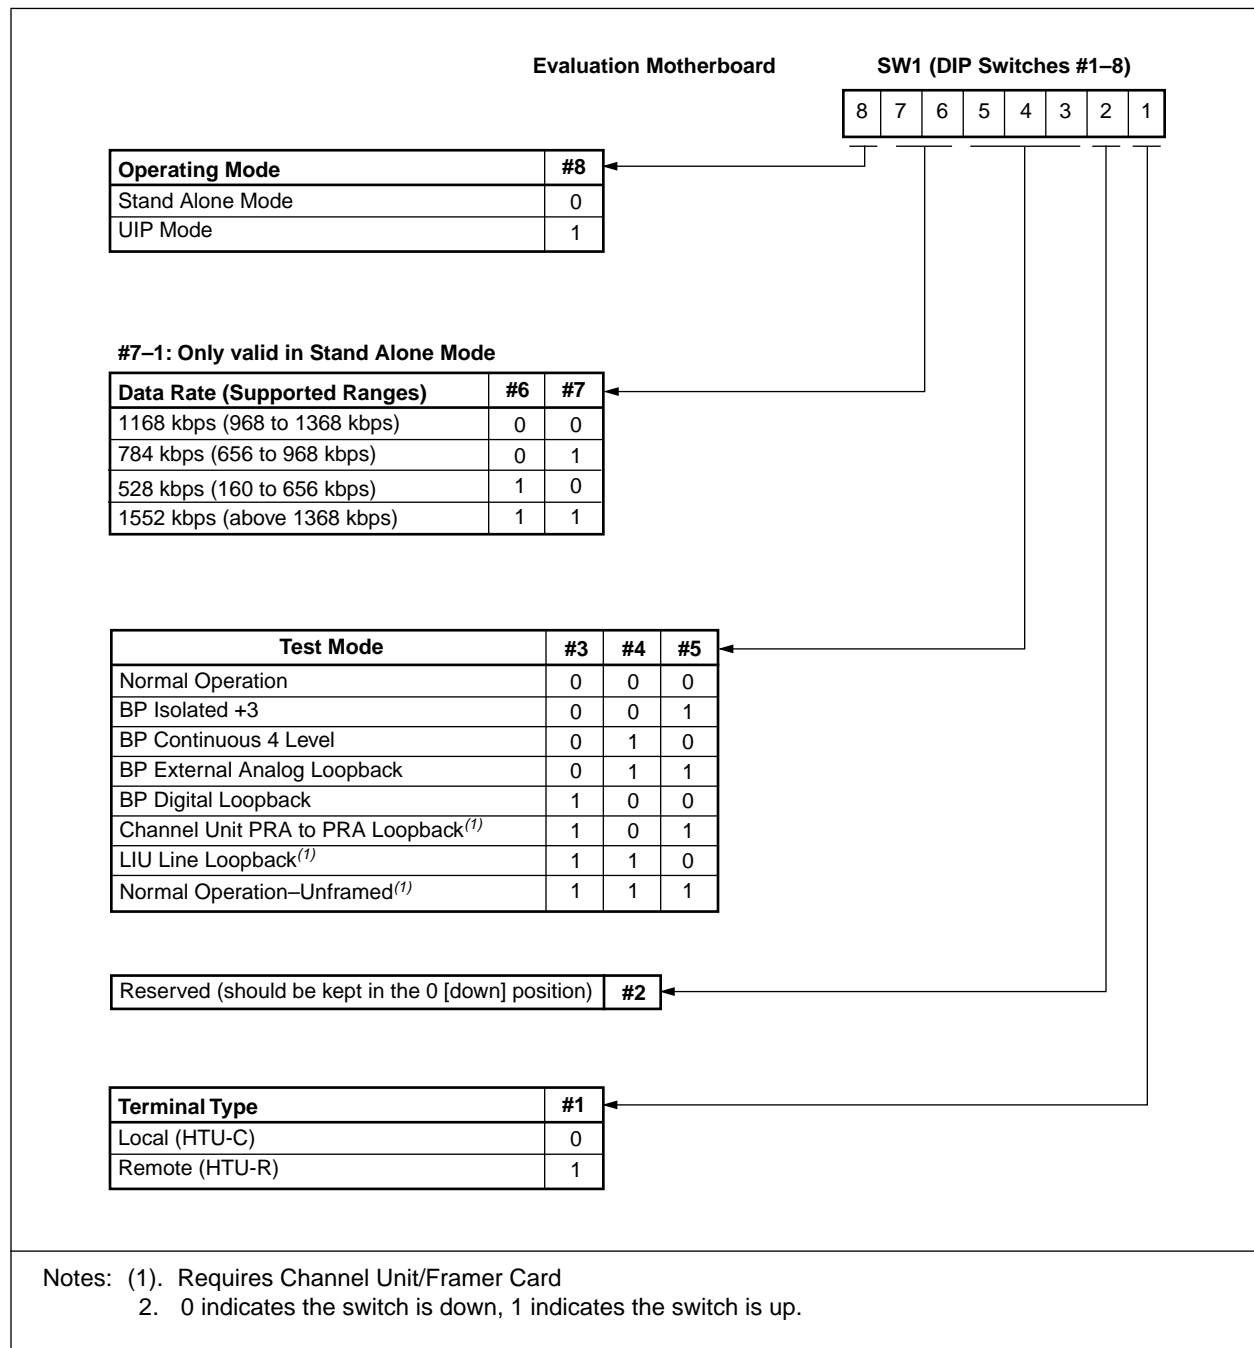 Evaluation Motherboard SW1 (DIP Switches #1–8)
8 7 6 5 4 3 2 1
Operating Mode #8
Stand Alone Mode 0
UIP Mode 1
#7–1: Only valid in Stand Alone Mode
Data Rate (Supported Ranges) #6 #7
1168 kbps (968 to 1368 kbps) 0 0
784 kbps (656 to 968 kbps) 0 1
528 kbps (160 to 656 kbps) 1 0
1552 kbps (above 1368 kbps) 1 1
Test Mode #3 #4 #5
Normal Operation 0 0 0
BP Isolated +3 0 0 1
BP Continuous 4 Level 0 1 0
BP External Analog Loopback 0 1 1
BP Digital Loopback 1 0 0
Channel Unit PRA to PRA Loopback(1) 1 0 1
LIU Line Loopback(1) 1 1 0
Normal Operation–Unframed(1) 1 1 1
Reserved (should be kept in the 0 [down] position) #2
Terminal Type #1
Local (HTU-C) 0
Remote (HTU-R) 1
Notes: (1). Requires Channel Unit/Framer Card
2. 0 indicates the switch is down, 1 indicates the switch is up.